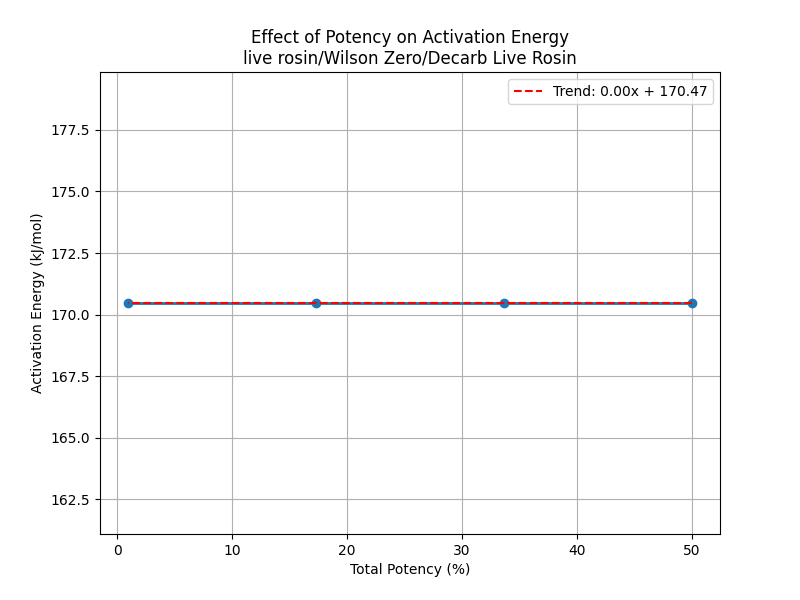 Effect of Potency on Activation Energy
live rosin/Wilson Zero/Decarb Live Rosin
Trend: 0.00x + 170.47
Activation Energy (kJ/mol)
177.5
175.0
172.5
170.0
167.5
165.0
162.5
0 10 20 30 40 50
Total Potency (%)